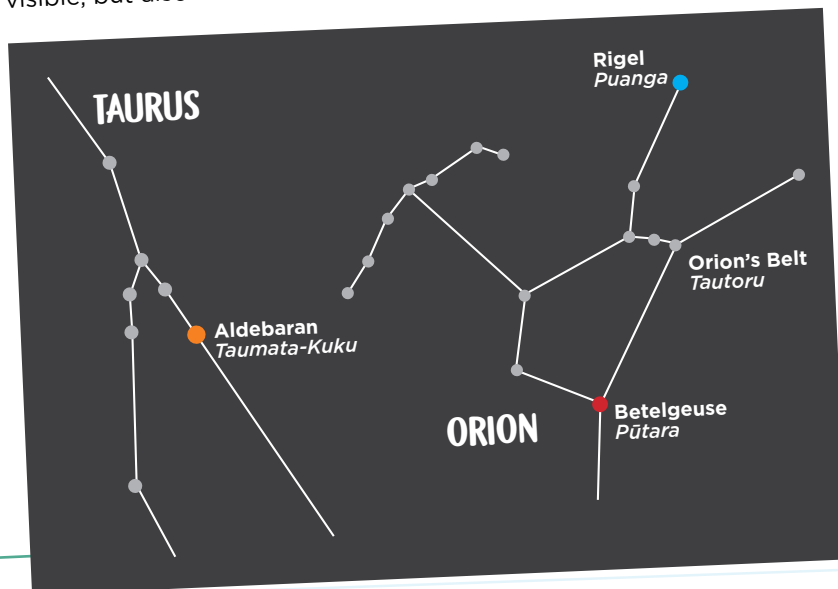 visible, but also
TAURUS
Rigel
Puanga
Orion's Belt
Tautoru
Aldebaran
Taumata-Kuku
ORION
Betelgeuse
Pūtara